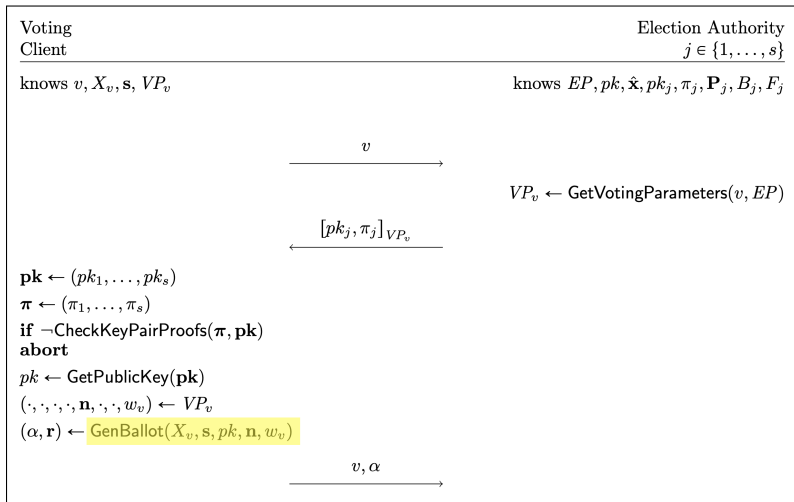 Voting Election Authority
Client j ∈ {1, . . . , s}
knows v, X_v, s, VP_v knows EP, pk, x̂, pk_j, π_j, P_j, B_j, F_j
v
VP_v ← GetVotingParameters(v, EP)
[pk_j, π_j]_{VP_v}
pk ← (pk_1, . . . , pk_s)
π ← (π_1, . . . , π_s)
if ¬CheckKeyPairProofs(π, pk)
abort
pk ← GetPublicKey(pk)
(·, ·, ·, ·, n, ·, ·, w_v) ← VP_v
(α, r) ← GenBallot(X_v, s, pk, n, w_v)
v, α